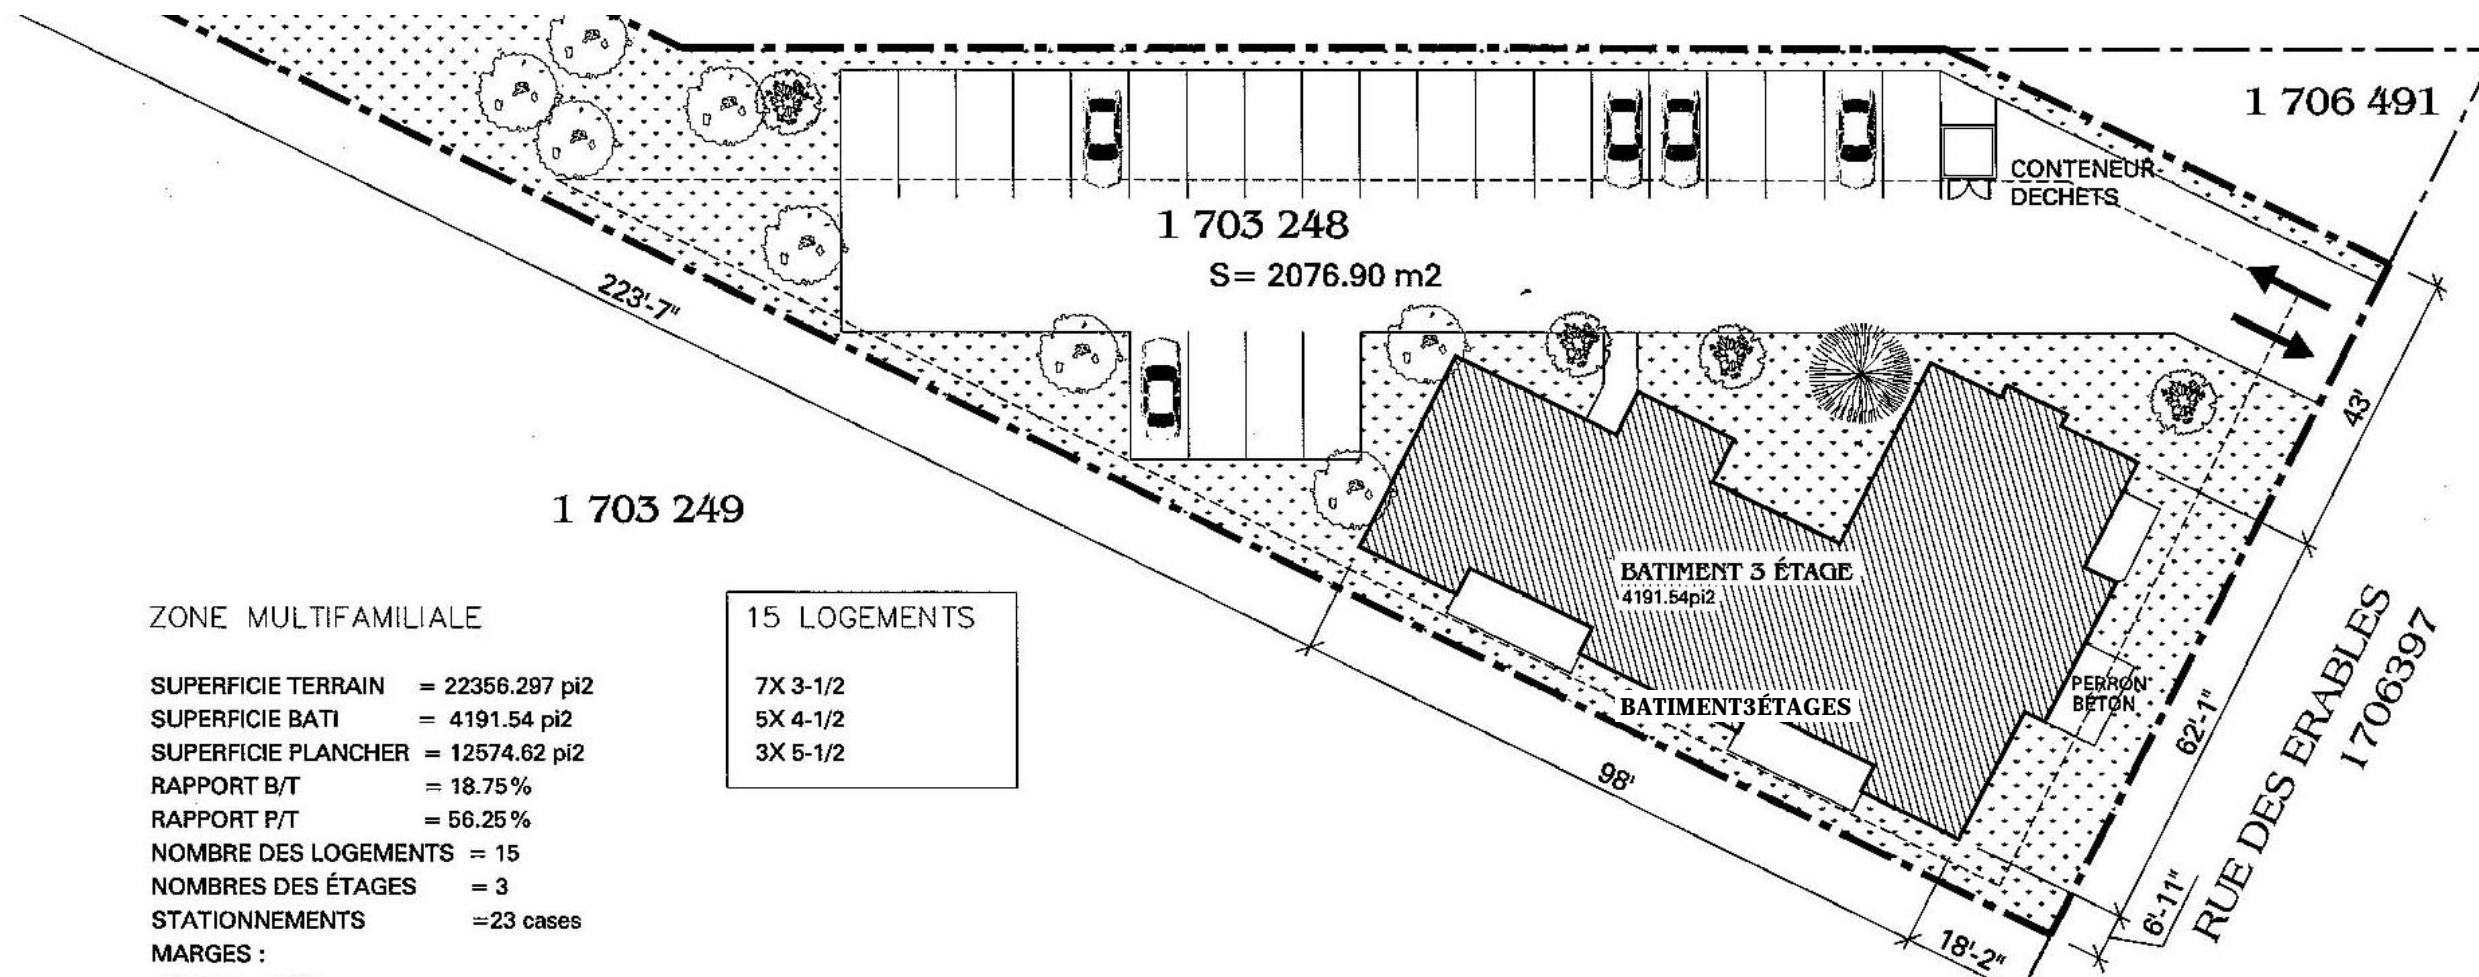 1 706 491
CONTENEUR
DECHETS
1 703 248
S= 2076.90 m2
223'-7"
43'
1 703 249
BATIMENT 3 ÉTAGE
4191.54pi2
ZONE MULTIFAMILIALE
15 LOGEMENTS
SUPERFICIE TERRAIN = 22356.297 pi2
SUPERFICIE BATI = 4191.54 pi2
SUPERFICIE PLANCHER = 12574.62 pi2
RAPPORT B/T = 18.75%
RAPPORT P/T = 56.25%
NOMBRE DES LOGEMENTS = 15
NOMBRES DES ÉTAGES = 3
STATIONNEMENTS =23 cases
MARGES :
7X 3-1/2
5X 4-1/2
3X 5-1/2
BATIMENT3ÉTAGES
PERRON
BÉTON
62'-1"
RUE DES ERABLES
1706397
98'
6'-11"
18'-2"